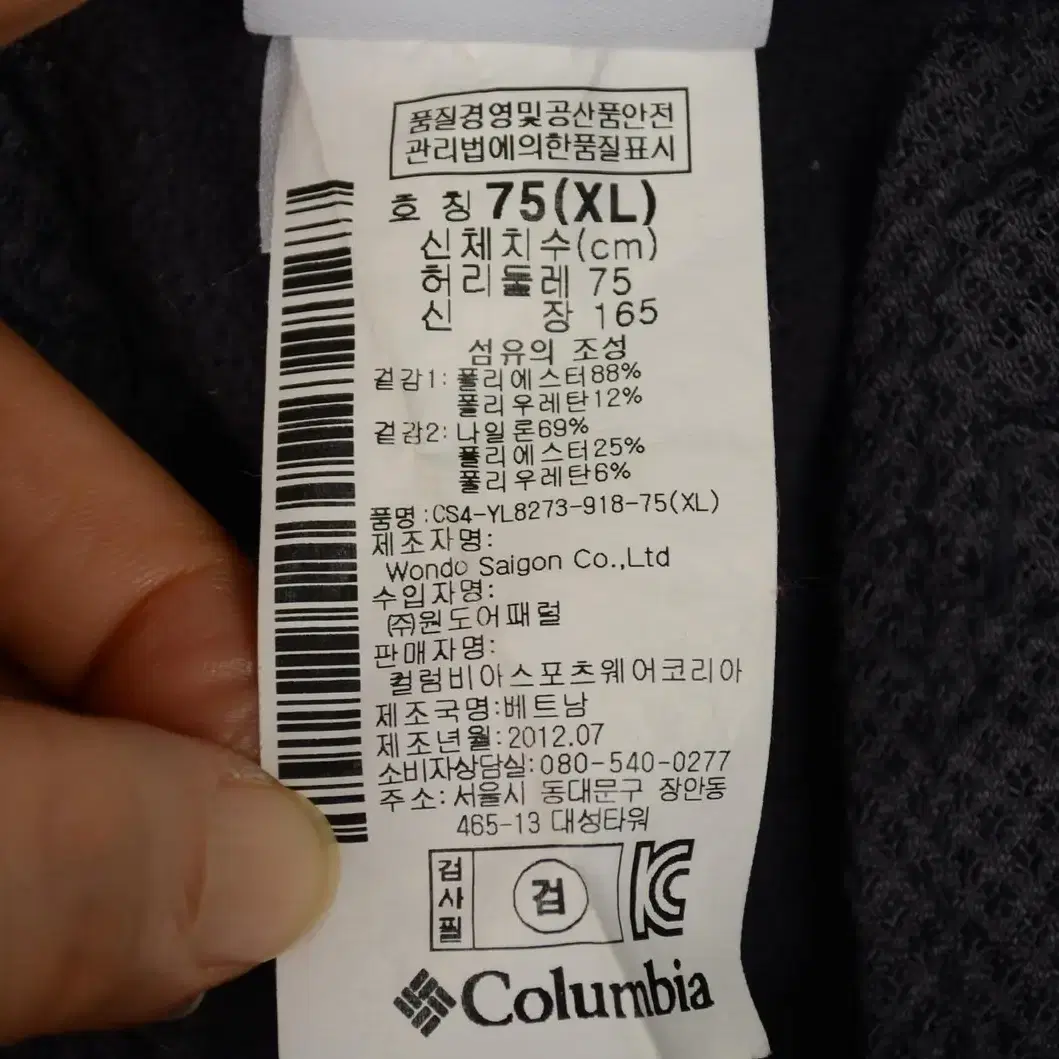 품질경영및공산품안전
관리법에의한품질표시
호 칭 75(XL)
신체치수(cm)
허리둘레 75
신 장 165
섬유의 조성
겉감1: 폴리에스터88%
폴리우레탄12%
겉감2: 나일론69%
폴리에스터25%
폴리우레탄6%
품명:CS4-YL8273-918-75(XL)
제조자명:
Wondo Saigon Co.,Ltd
수입자명:
㈜원도어패럴
판매자명:
컬럼비아스포츠웨어코리아
제조국명:베트남
제조년월:2012.07
소비자상담실:080-540-0277
주소:서울시 동대문구 장안동
465-13 대성타워
검사필 검 KC
Columbia